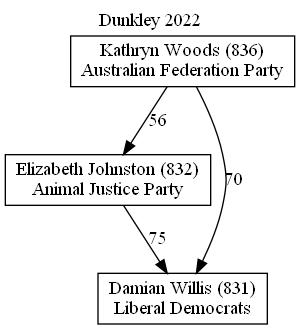 Dunkley 2022
Kathryn Woods (836)
Australian Federation Party
56
70
Elizabeth Johnston (832)
Animal Justice Party
75
Damian Willis (831)
Liberal Democrats